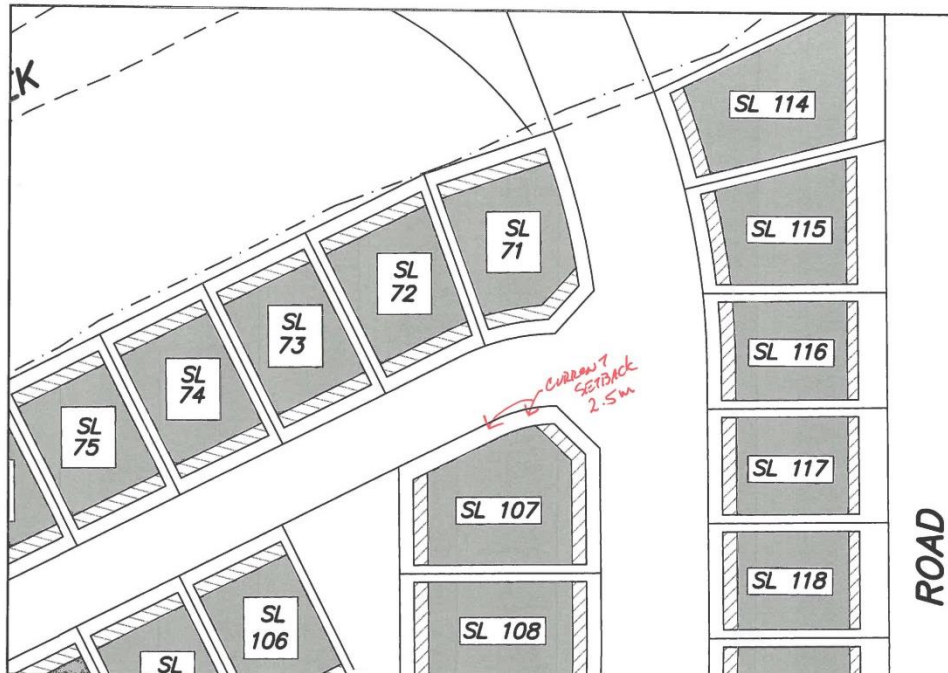 CK
SL 114
SL
71
SL 115
SL
72
SL
73
SL 116
SL
74
CURRENT
SETBACK
2.5m
SL
75
SL 117
SL 107
ROAD
SL 118
SL
106
SL 108
SL